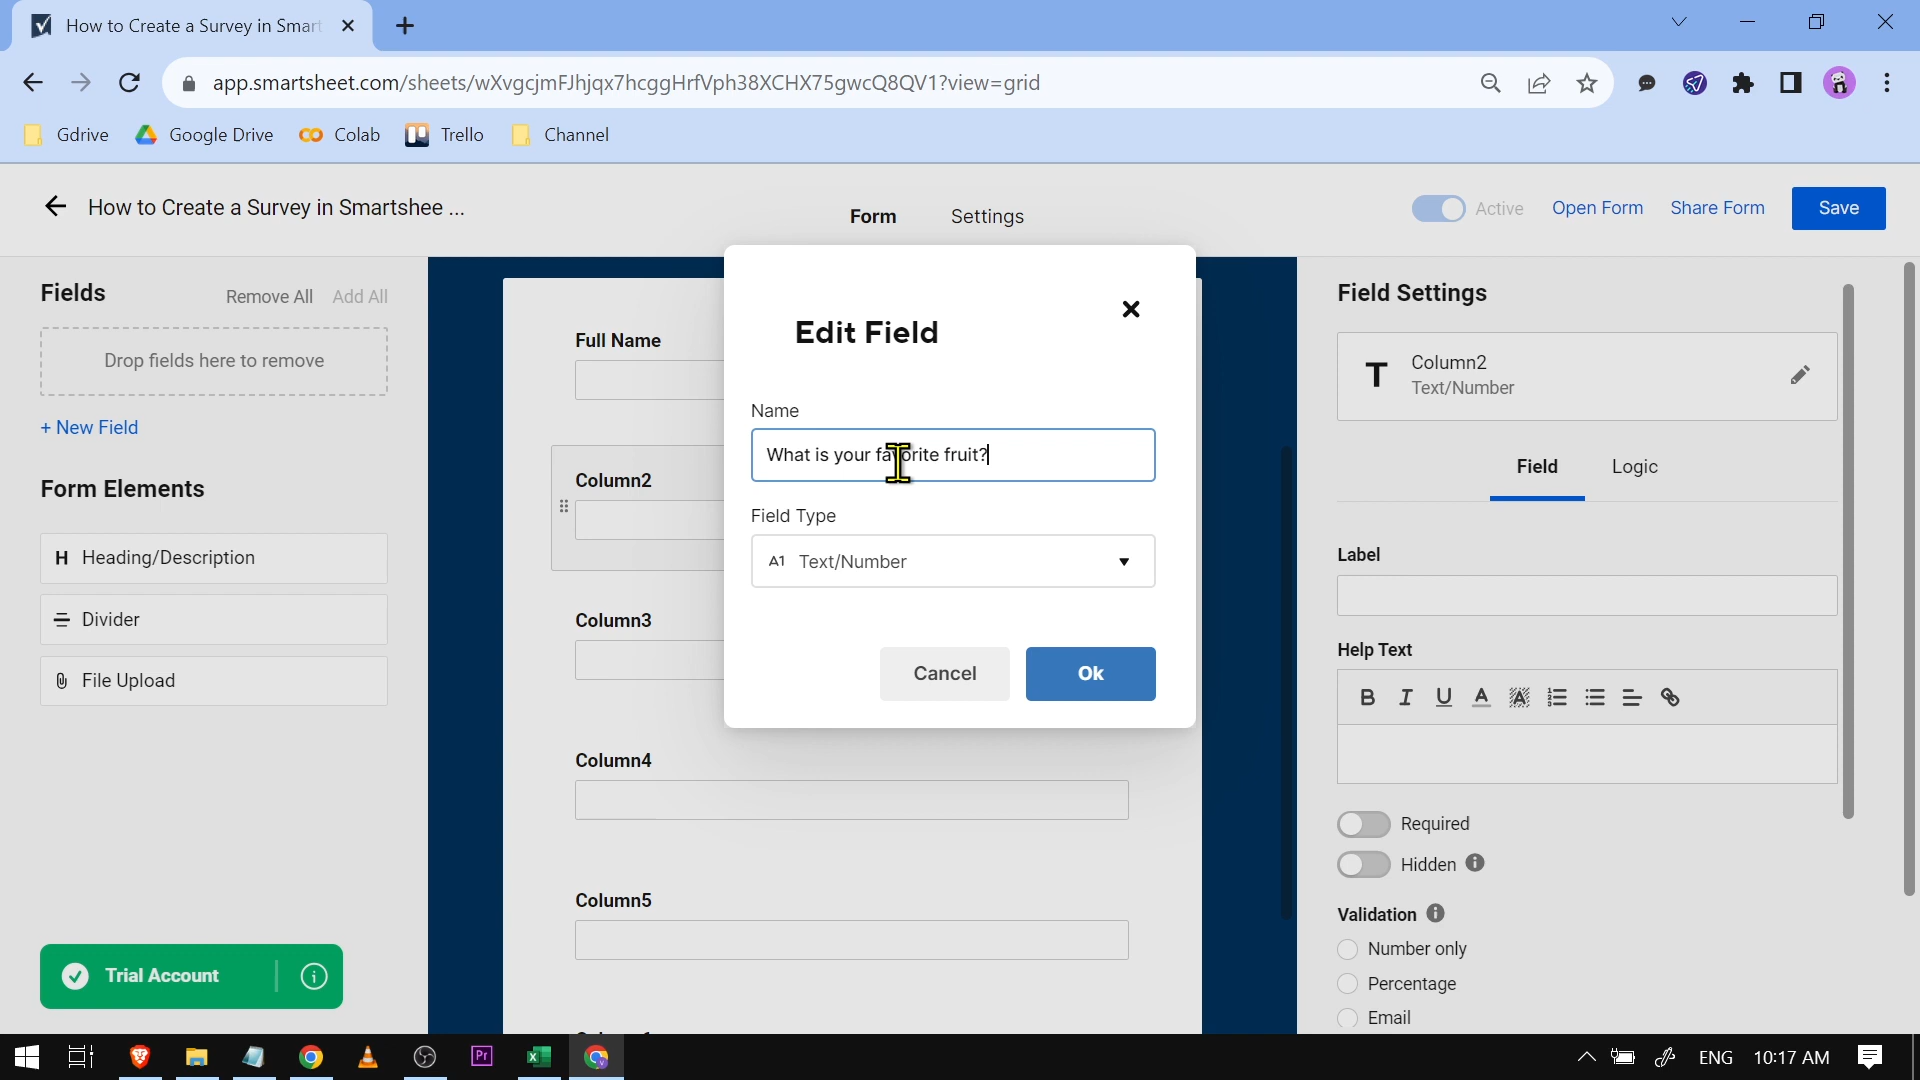 How to Create a Survey in Smart
app.smartsheet.com/sheets/wXvgcjmFJhjqx7hcggHrfVph38XCHX75gwcQ8QV1?view=grid
Gdrive
Google Drive
Colab
Trello
Channel
How to Create a Survey in Smartshee ...
Form
Settings
Active
Open Form
Share Form
Save
Fields
Remove All
Add All
Drop fields here to remove
+ New Field
Form Elements
H Heading/Description
Divider
File Upload
Trial Account
Full Name
Column2
Column3
Column4
Column5
Edit Field
Name
What is your favorite fruit?
Field Type
A1 Text/Number
Cancel
Ok
Field Settings
T
Column2
Text/Number
Field
Logic
Label
Help Text
B I U A A
Required
Hidden
Validation
Number only
Percentage
Email
Pr
ENG
10:17 AM